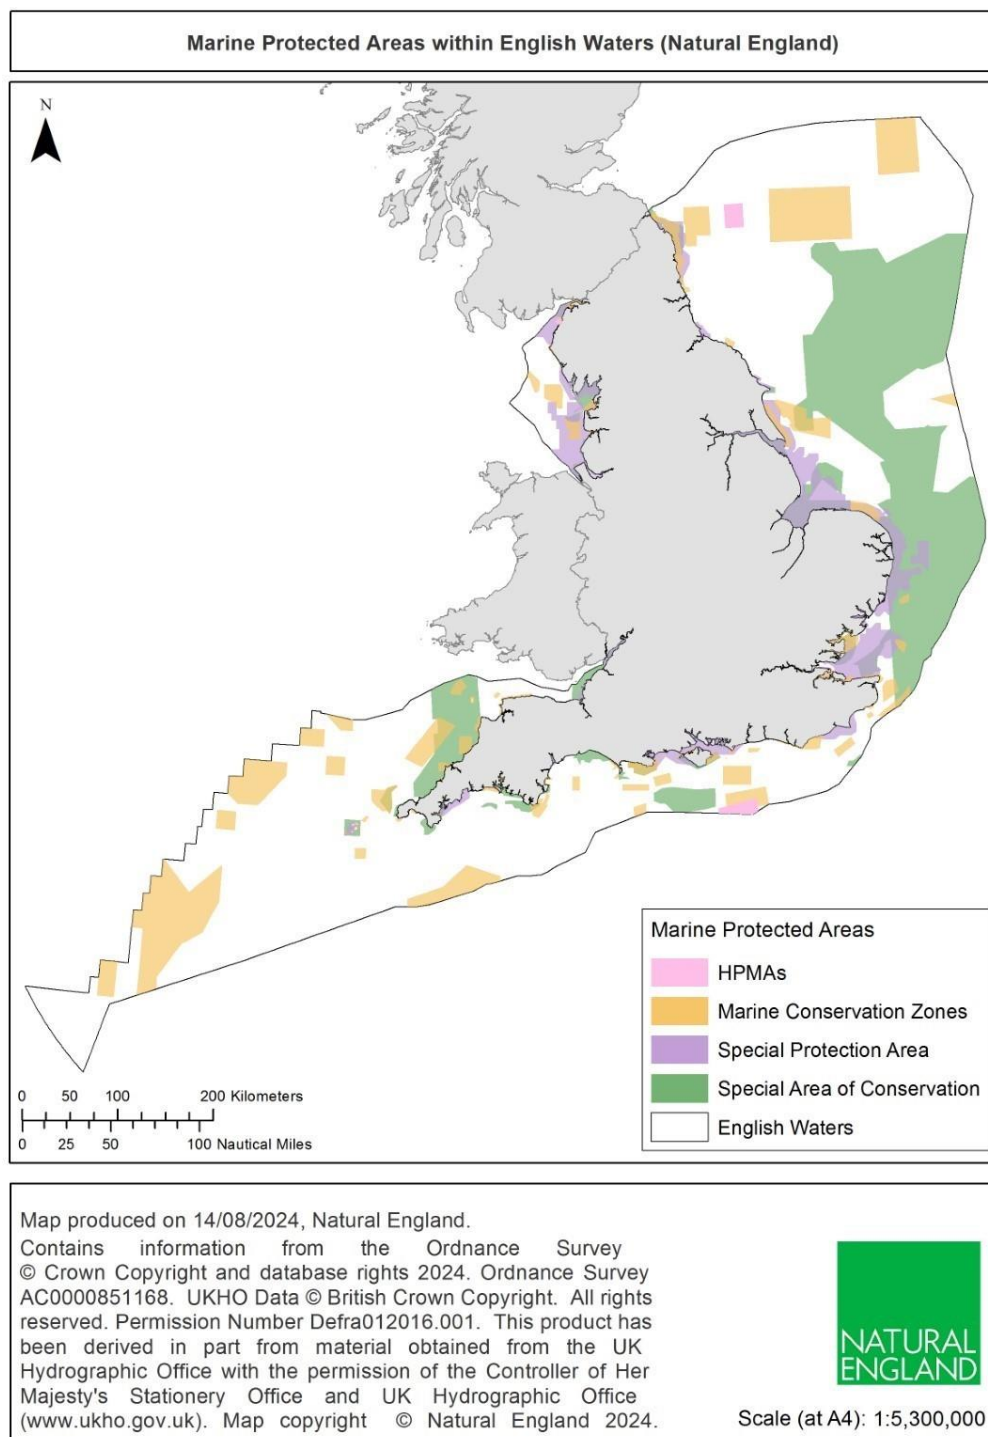 Marine Protected Areas within English Waters (Natural England)
N
Marine Protected Areas
HPMAs
Marine Conservation Zones
Special Protection Area
Special Area of Conservation
English Waters
0 50 100 200 Kilometers
0 25 50 100 Nautical Miles
Map produced on 14/08/2024, Natural England.
Contains information from the Ordnance Survey
© Crown Copyright and database rights 2024. Ordnance Survey
AC0000851168. UKHO Data © British Crown Copyright. All rights
reserved. Permission Number Defra012016.001. This product has
been derived in part from material obtained from the UK
Hydrographic Office with the permission of the Controller of Her
Majesty's Stationery Office and UK Hydrographic Office
(www.ukho.gov.uk). Map copyright © Natural England 2024.
NATURAL
ENGLAND
Scale (at A4): 1:5,300,000